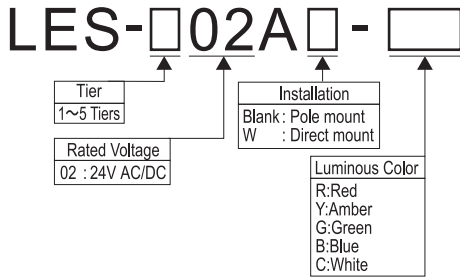 LES-□02A□-□
Tier
1～5 Tiers
Rated Voltage
02 : 24V AC/DC
Installation
Blank : Pole mount
W : Direct mount
Luminous Color
R:Red
Y:Amber
G:Green
B:Blue
C:White